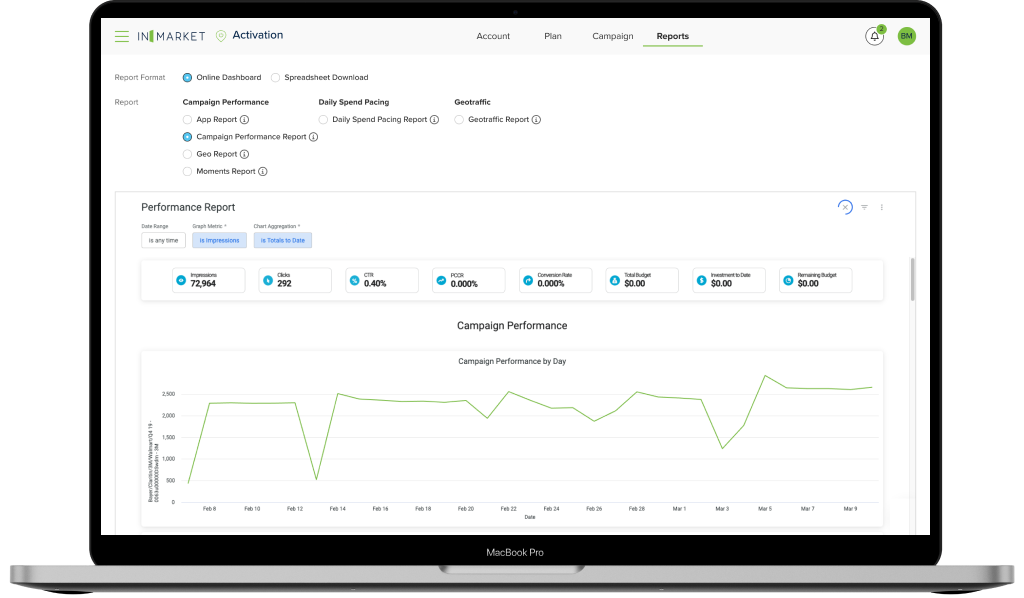 INMARKET Activation Account Plan Campaign Reports 2 BM
Report Format Online Dashboard Spreadsheet Download
Report Campaign Performance Daily Spend Pacing Geotraffic
App Report Daily Spend Pacing Report Geotraffic Report
Campaign Performance Report
Geo Report
Moments Report
Performance Report
Date Range Graph Metric * Chart Aggregation *
is any time is Impressions is Totals to Date
Impressions Clicks CTR PCCR Conversion Rate Total Budget Investment to Date Remaining Budget
72,964 292 0.40% 0.000% 0.000% $0.00 $0.00 $0.00
Campaign Performance
Campaign Performance by Day
2,500
2,000
1,500
1,000
500
0
Feb 8 Feb 10 Feb 12 Feb 14 Feb 16 Feb 18 Feb 20 Feb 22 Feb 24 Feb 26 Feb 28 Mar 1 Mar 3 Mar 5 Mar 7 Mar 9
Date
MacBook Pro